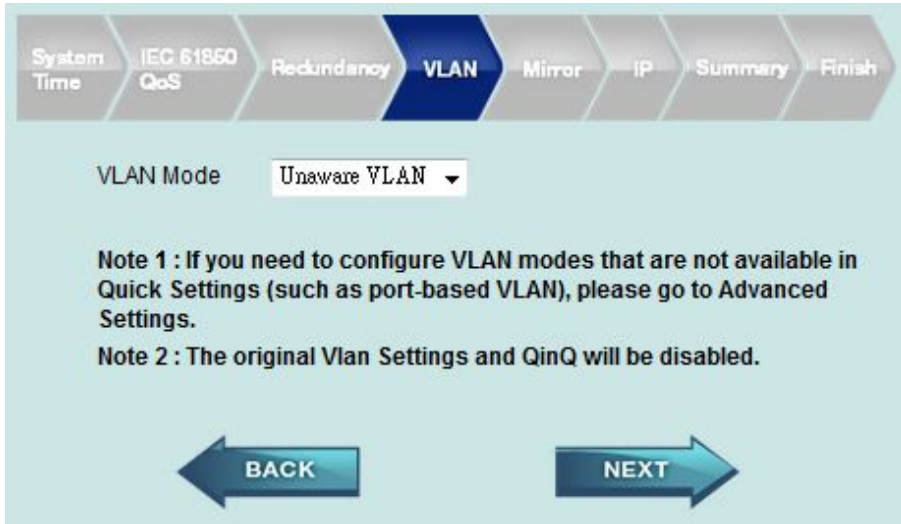 System Time
IEC 61850 QoS
Redundancy
VLAN
Mirror
IP
Summary
Finish
VLAN Mode
Unaware VLAN
Note 1 : If you need to configure VLAN modes that are not available in
Quick Settings (such as port-based VLAN), please go to Advanced
Settings.
Note 2 : The original Vlan Settings and QinQ will be disabled.
BACK
NEXT